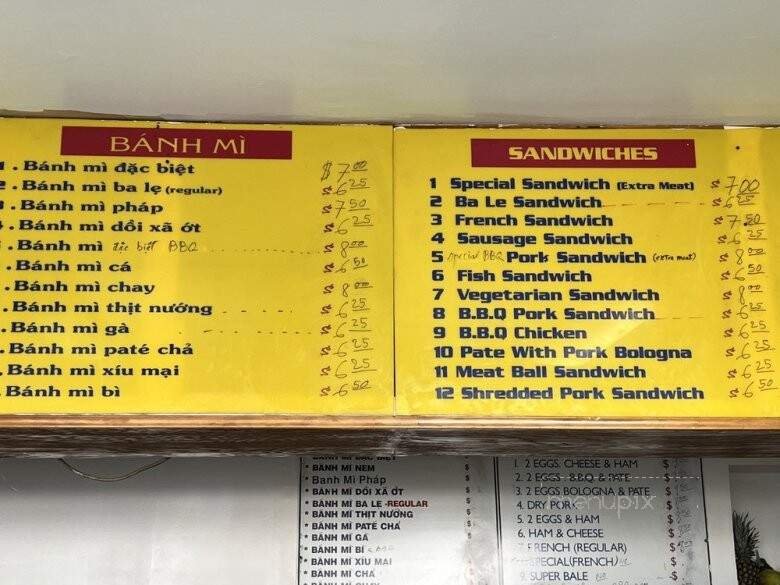 BÁNH MÌ
1. Bánh mì đặc biệt $7.00
2. Bánh mì ba lẹ (regular) $6.25
3. Bánh mì pháp $7.50
4. Bánh mì dồi xã ớt $6.25
. Bánh mì đặc biệt BBQ $8.00
. Bánh mì cá $6.50
. Bánh mì chay $8.00
. Bánh mì thịt nướng $6.25
. Bánh mì gà $6.25
. Bánh mì paté chả $6.25
. Bánh mì xíu mại $6.25
. Bánh mì bì $6.50
SANDWICHES
1 Special Sandwich (Extra Meat) $7.00
2 Ba Le Sandwich $6.25
3 French Sandwich $7.50
4 Sausage Sandwich $6.25
5 Special BBQ Pork Sandwich (extra meat) $8.00
6 Fish Sandwich $6.50
7 Vegetarian Sandwich $8.00
8 B.B.Q Pork Sandwich $6.25
9 B.B.Q Chicken $6.25
10 Pate With Pork Bologna $6.25
11 Meat Ball Sandwich $6.25
12 Shredded Pork Sandwich $6.50
* BÁNH MÌ ĐẶC BIỆT
* BÁNH MÌ NEM $
* Banh Mì Pháp $
* BÁNH MÌ DỒI XÃ ỚT $
* BÁNH MÌ BA LE -REGULAR $
* BÁNH MÌ THỊT NƯỚNG $
* BÁNH MÌ PATÉ CHẢ $
* BÁNH MÌ GÀ $
* BÁNH MÌ BÌ $
* BÁNH MÌ XÍU MẠI $
* BÁNH MÌ CHẢ $
1. 2 EGGS. CHEESE & HAM $
2. 2 EGGS. B.B.Q & PATE $
3. 2 EGGS BOLOGNA & PATE $
4. DRY PORK $
5. 2 EGGS & HAM $
6. HAM & CHEESE $
7 FRENCH (REGULAR) $
SPECIAL(FRENCH) $
9. SUPER BALE $
menupix